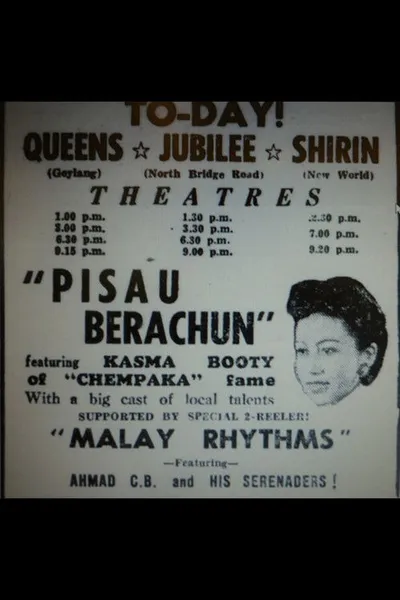 TO-DAY!
QUEENS ☆ JUBILEE ☆ SHIRIN
(Geylang) (North Bridge Road) (New World)
THEATRES
1.00 p.m. 1.30 p.m. 2.30 p.m.
3.00 p.m. 3.30 p.m. 7.00 p.m.
6.30 p.m. 6.30 p.m. 9.20 p.m.
9.15 p.m. 9.00 p.m.
"PISAU
BERACHUN"
featuring KASMA BOOTY
of "CHEMPAKA" fame
With a big cast of local talents
SUPPORTED BY SPECIAL 2-REELER!
"MALAY RHYTHMS"
—Featuring—
AHMAD C.B. and HIS SERENADERS!